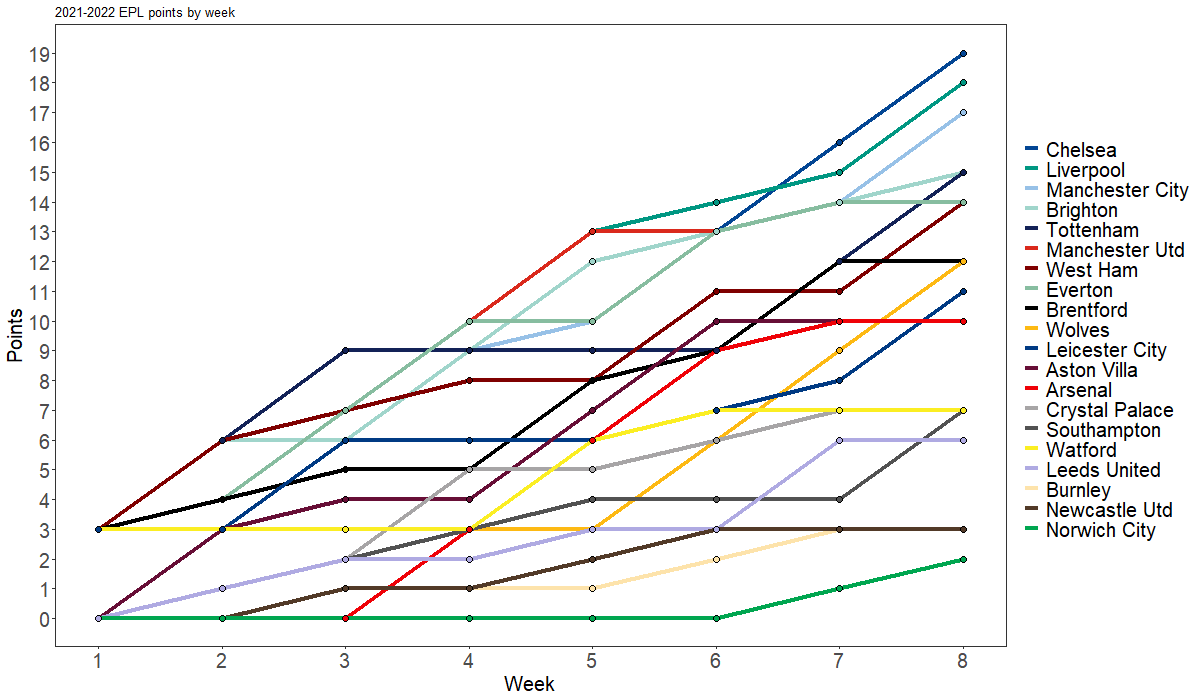 2021-2022 EPL points by week
19
18
17
16
15
14
13
12
11
10
9
8
7
6
5
4
3
2
1
0
Points
1 2 3 4 5 6 7 8
Week
Chelsea
Liverpool
Manchester City
Brighton
Tottenham
Manchester Utd
West Ham
Everton
Brentford
Wolves
Leicester City
Aston Villa
Arsenal
Crystal Palace
Southampton
Watford
Leeds United
Burnley
Newcastle Utd
Norwich City